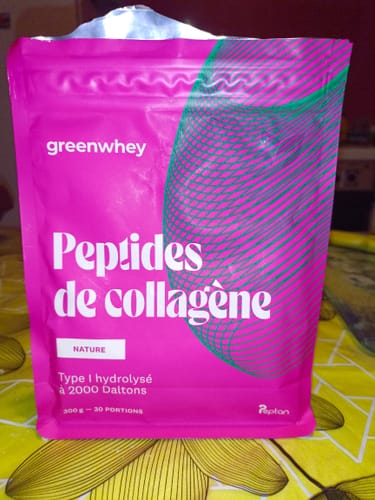 greenwhey
Peptides
de collagène
NATURE
Type I hydrolysé
à 2000 Daltons
300 g — 30 PORTIONS
Peptan